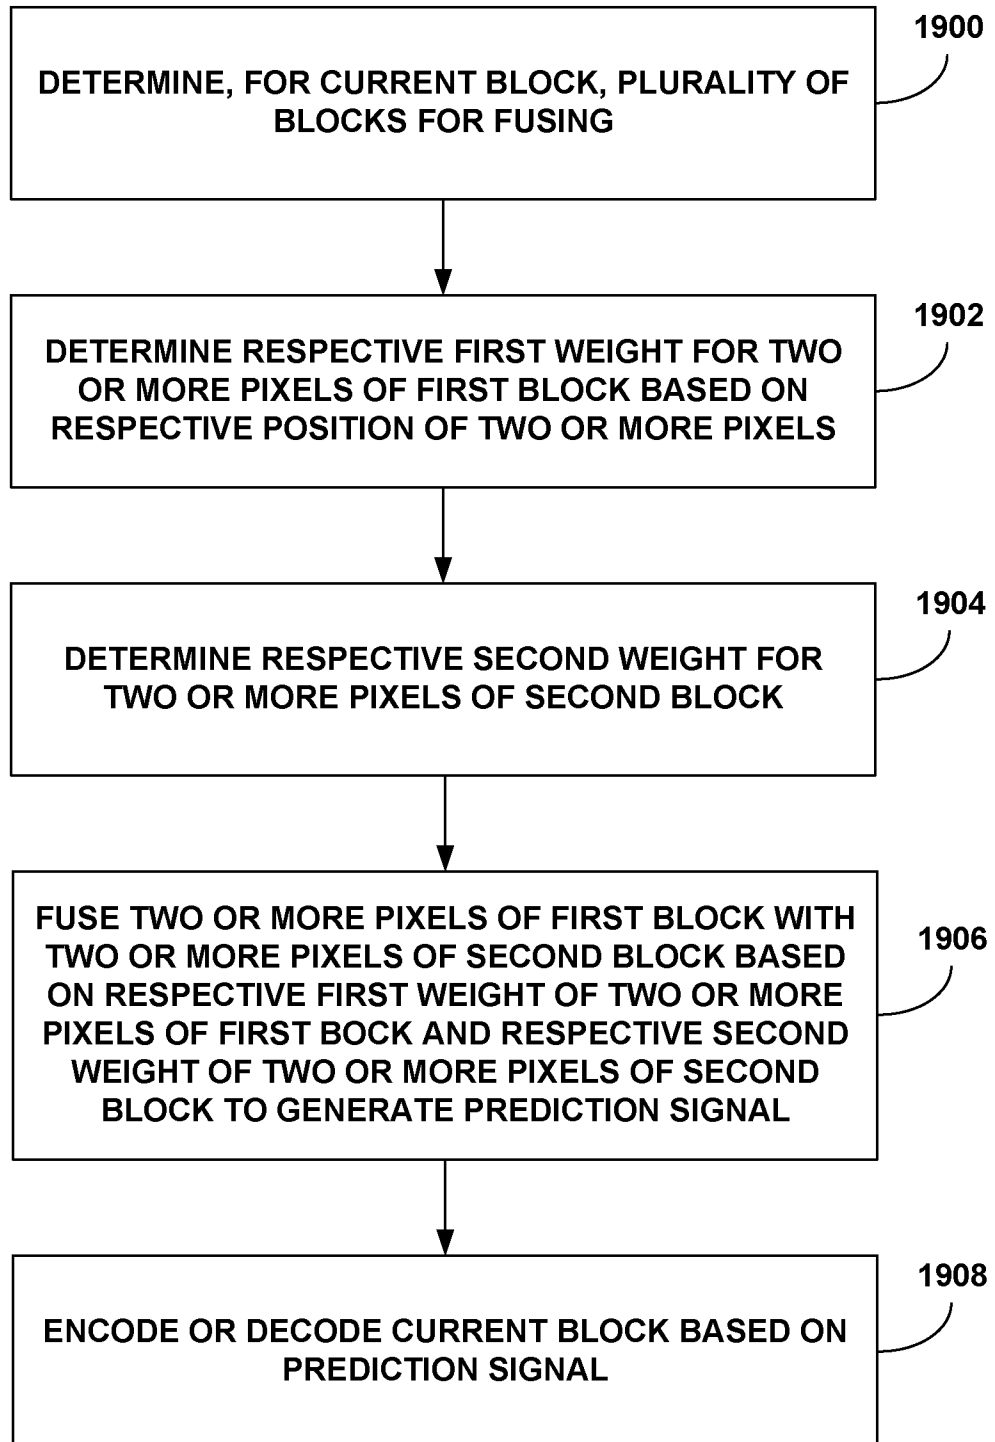 1900
DETERMINE, FOR CURRENT BLOCK, PLURALITY OF
BLOCKS FOR FUSING
1902
DETERMINE RESPECTIVE FIRST WEIGHT FOR TWO
OR MORE PIXELS OF FIRST BLOCK BASED ON
RESPECTIVE POSITION OF TWO OR MORE PIXELS
1904
DETERMINE RESPECTIVE SECOND WEIGHT FOR
TWO OR MORE PIXELS OF SECOND BLOCK
1906
FUSE TWO OR MORE PIXELS OF FIRST BLOCK WITH
TWO OR MORE PIXELS OF SECOND BLOCK BASED
ON RESPECTIVE FIRST WEIGHT OF TWO OR MORE
PIXELS OF FIRST BOCK AND RESPECTIVE SECOND
WEIGHT OF TWO OR MORE PIXELS OF SECOND
BLOCK TO GENERATE PREDICTION SIGNAL
1908
ENCODE OR DECODE CURRENT BLOCK BASED ON
PREDICTION SIGNAL